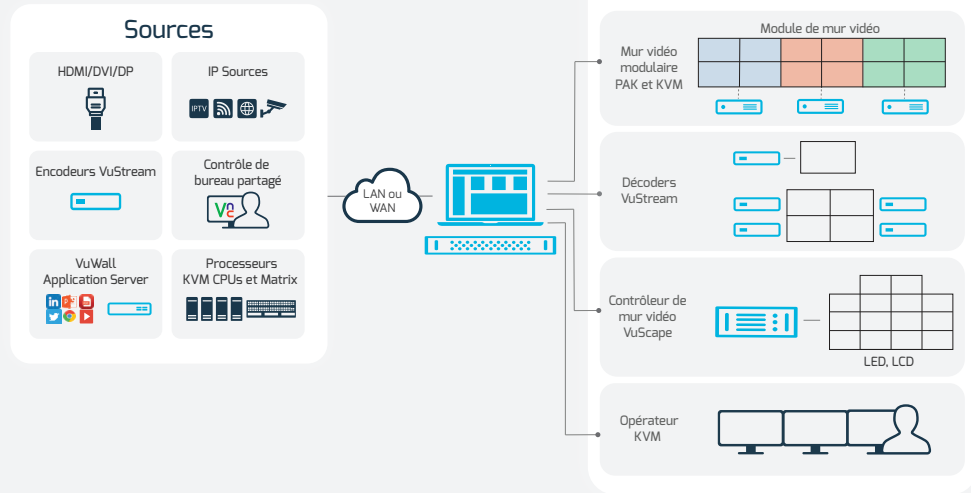 Sources
HDMI/DVI/DP
IP Sources
IPTV
Encodeurs VuStream
Contrôle de
bureau partagé
Vnc
VuWall
Application Server
in
Processeurs
KVM CPUs et Matrix
LAN ou
WAN
Mur vidéo
modulaire
PAK et KVM
Module de mur vidéo
Décoders
VuStream
Contrôleur de
mur vidéo
VuScape
LED, LCD
Opérateur
KVM